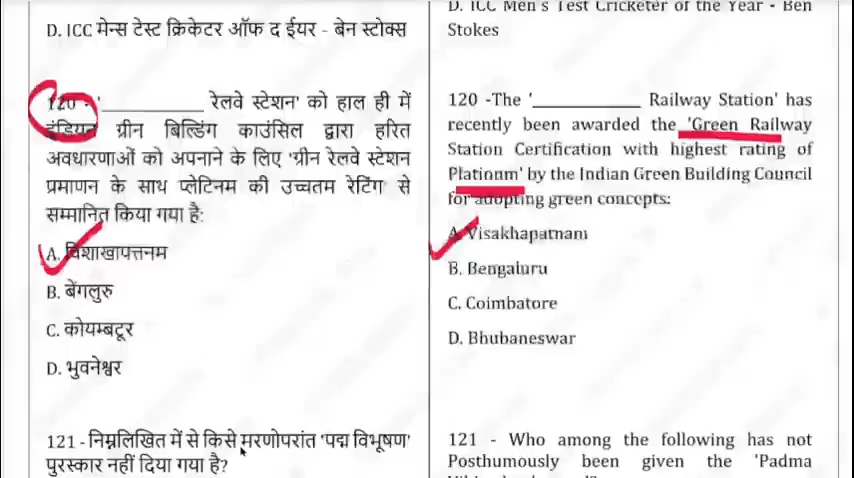 D. ICC मेन्स टेस्ट क्रिकेटर ऑफ द ईयर - बेन स्टोक्स
120 - '____________ रेलवे स्टेशन' को हाल ही में
इंडियन ग्रीन बिल्डिंग काउंसिल द्वारा हरित
अवधारणाओं को अपनाने के लिए 'ग्रीन रेलवे स्टेशन
प्रमाणन के साथ प्लेटिनम की उच्चतम रेटिंग' से
सम्मानित किया गया है:
A. विशाखापत्तनम
B. बेंगलुरु
C. कोयम्बटूर
D. भुवनेश्वर
121 - निम्नलिखित में से किसे मरणोपरांत 'पद्म विभूषण'
पुरस्कार नहीं दिया गया है?
D. ICC Men's Test Cricketer of the Year - Ben
Stokes
120 -The '____________ Railway Station' has
recently been awarded the 'Green Railway
Station Certification with highest rating of
Platinum' by the Indian Green Building Council
for adopting green concepts:
A. Visakhapatnam
B. Bengaluru
C. Coimbatore
D. Bhubaneswar
121 - Who among the following has not
Posthumously been given the 'Padma